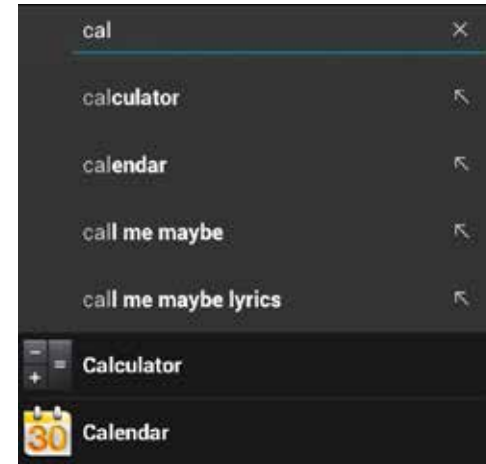 cal
calculator
calendar
call me maybe
call me maybe lyrics
Calculator
30 Calendar